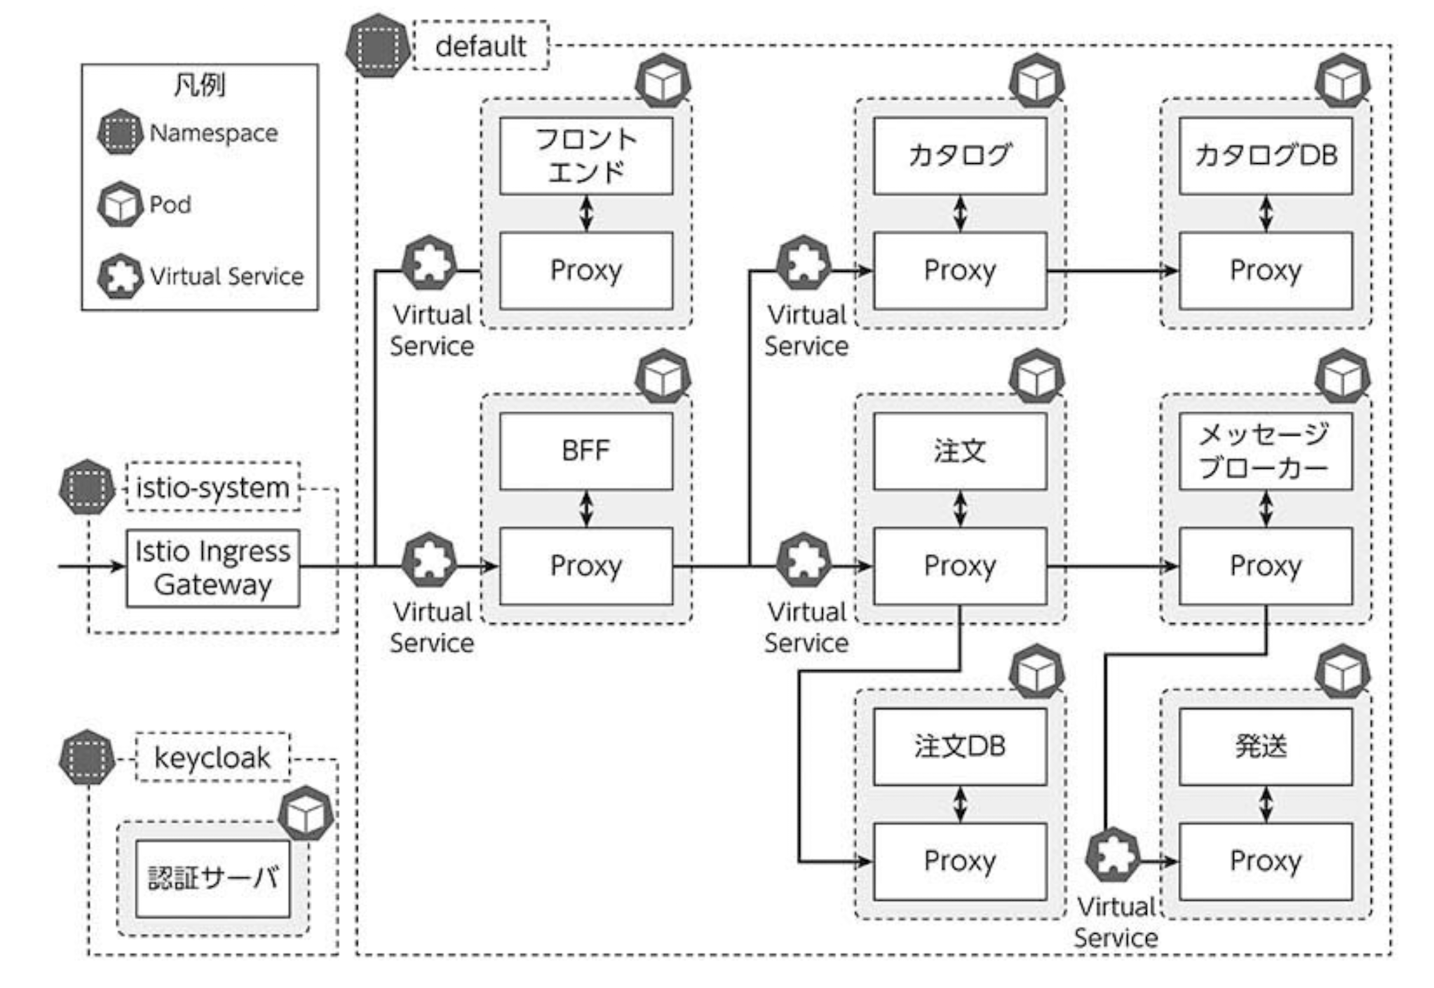 凡例
Namespace
Pod
Virtual Service
default
フロント
エンド
Proxy
Virtual
Service
カタログ
Proxy
Virtual
Service
カタログDB
Proxy
BFF
Proxy
Virtual
Service
注文
Proxy
Virtual
Service
メッセージ
ブローカー
Proxy
注文DB
Proxy
発送
Proxy
Virtual
Service
istio-system
Istio Ingress
Gateway
keycloak
認証サーバ